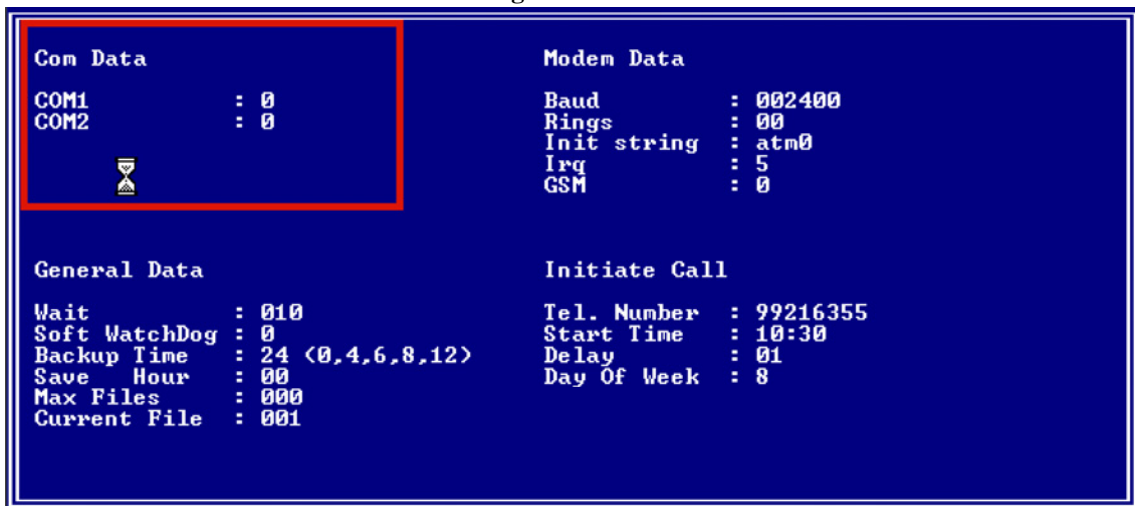 Com Data
COM1 : 0
COM2 : 0
Modem Data
Baud : 002400
Rings : 00
Init string : atm0
Irq : 5
GSM : 0
General Data
Wait : 010
Soft WatchDog : 0
Backup Time : 24 (0,4,6,8,12)
Save Hour : 00
Max Files : 000
Current File : 001
Initiate Call
Tel. Number : 99216355
Start Time : 10:30
Delay : 01
Day Of Week : 8